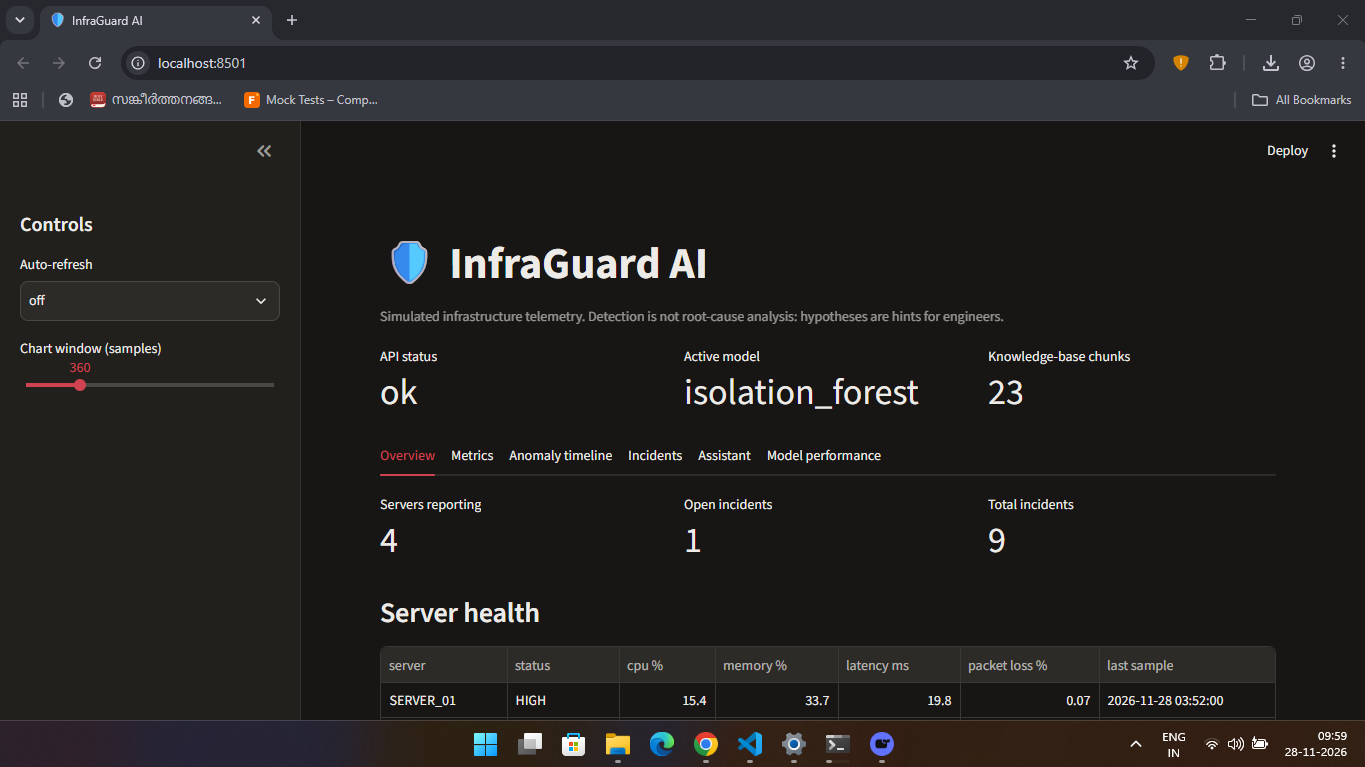 InfraGuard AI
localhost:8501
സങ്കീർത്തനങ്ങ...
Mock Tests – Comp...
All Bookmarks
Deploy
Controls
Auto-refresh
off
Chart window (samples)
360
InfraGuard AI
Simulated infrastructure telemetry. Detection is not root-cause analysis: hypotheses are hints for engineers.
API status Active model Knowledge-base chunks
ok isolation_forest 23
Overview Metrics Anomaly timeline Incidents Assistant Model performance
Servers reporting Open incidents Total incidents
4 1 9
Server health
server status cpu % memory % latency ms packet loss % last sample
SERVER_01 HIGH 15.4 33.7 19.8 0.07 2026-11-28 03:52:00
ENG
IN
09:59
28-11-2026